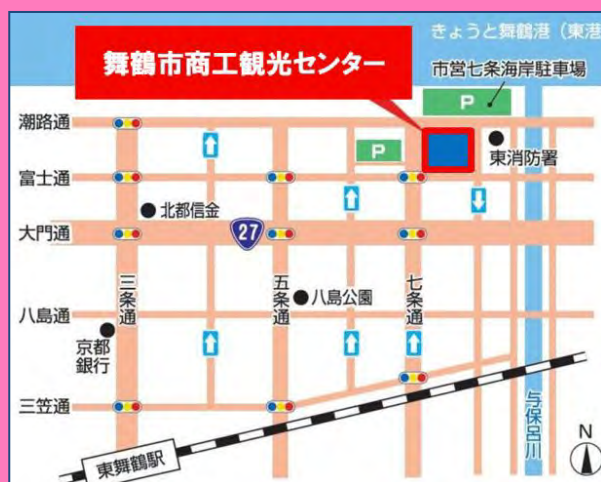 きょうと舞鶴港（東港
舞鶴市商工観光センター
市営七条海岸駐車場
P
潮路通
P
東消防署
富士通
北都信金
大門通
27
三条通
五条通
八島公園
七条通
八島通
京都
銀行
三笠通
与保呂川
東舞鶴駅
N